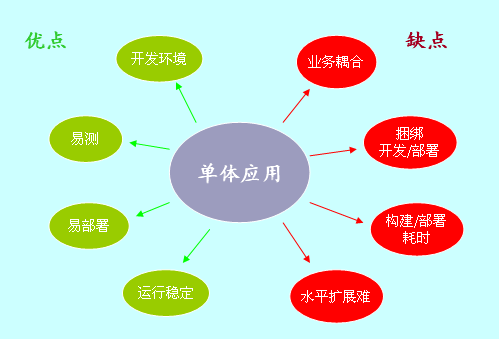 优点
缺点
开发环境
业务耦合
易测
捆绑
开发/部署
单体应用
易部署
构建/部署
耗时
运行稳定
水平扩展难